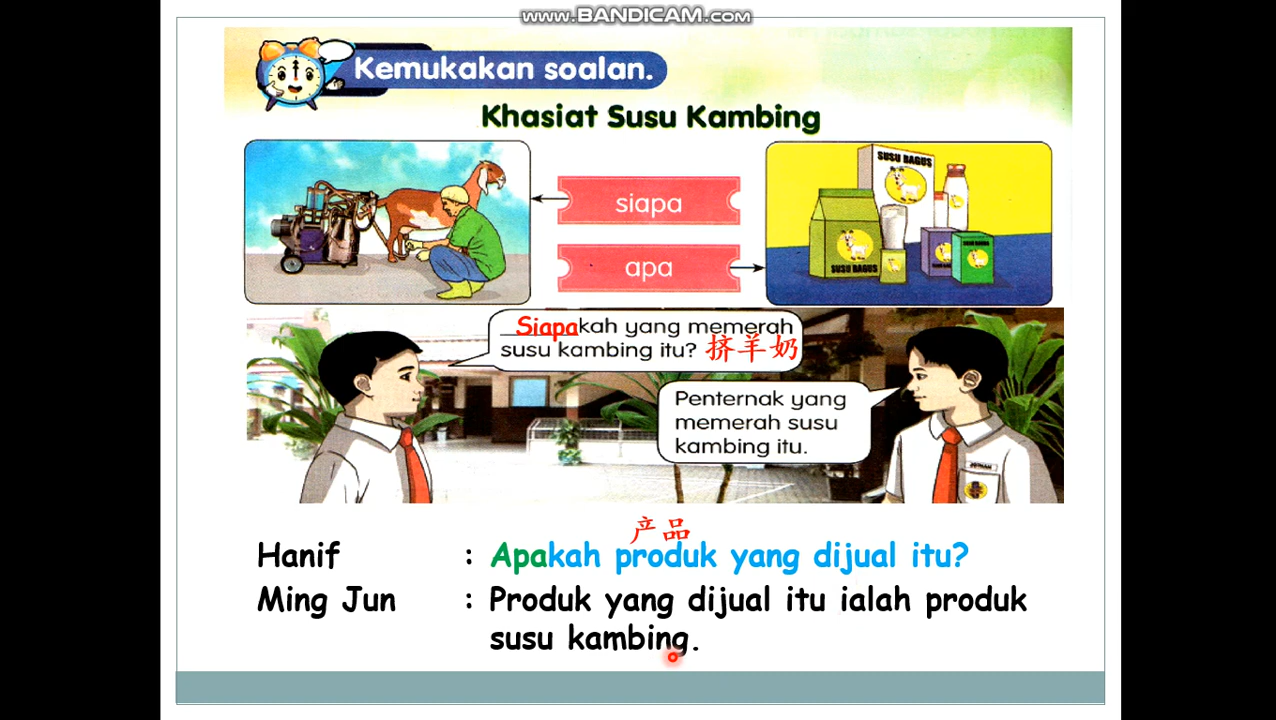 www.BANDICAM.com
Kemukakan soalan.
Khasiat Susu Kambing
siapa
apa
SUSU BAGUS
SUSU BAGUS
Siapakah yang memerah
susu kambing itu? 挤羊奶
Penternak yang
memerah susu
kambing itu.
产品
Hanif : Apakah produk yang dijual itu?
Ming Jun : Produk yang dijual itu ialah produk
susu kambing.